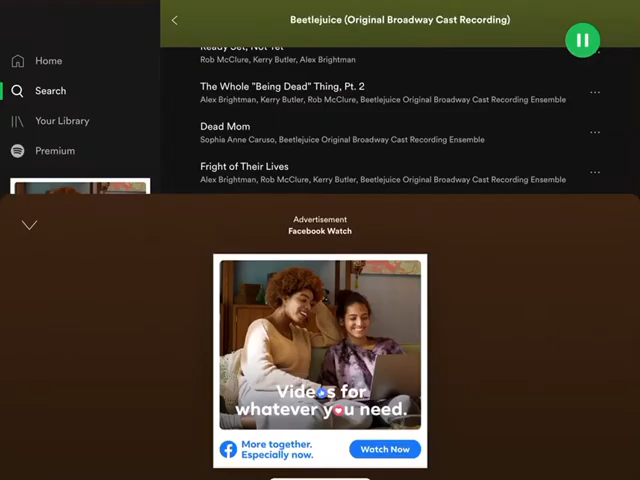 Beetlejuice (Original Broadway Cast Recording)
Home
Search
Your Library
Premium
Ready Set, Not Yet
Rob McClure, Kerry Butler, Alex Brightman
The Whole "Being Dead" Thing, Pt. 2
Alex Brightman, Kerry Butler, Rob McClure, Beetlejuice Original Broadway Cast Recording Ensemble
Dead Mom
Sophia Anne Caruso, Beetlejuice Original Broadway Cast Recording Ensemble
Fright of Their Lives
Alex Brightman, Rob McClure, Kerry Butler, Beetlejuice Original Broadway Cast Recording Ensemble
Advertisement
Facebook Watch
Videos for
whatever you need.
More together.
Especially now.
Watch Now